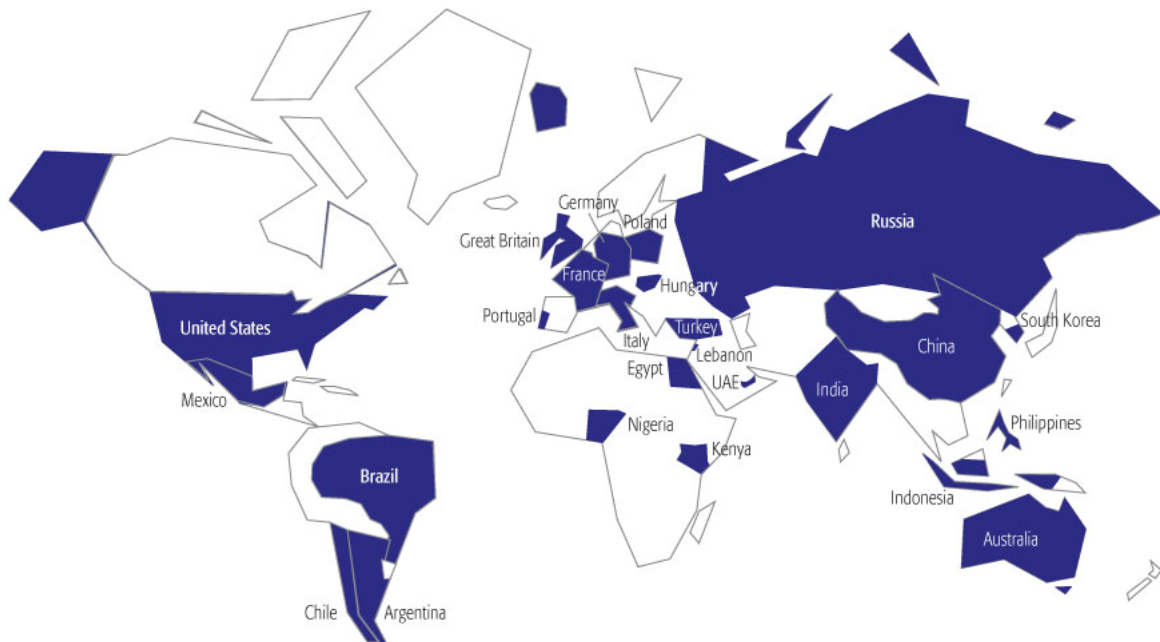 Germany
Poland
Russia
Great Britain
France
Hungary
Portugal
United States
Turkey
South Korea
Italy
China
Lebanon
Egypt
UAE
India
Mexico
Nigeria
Philippines
Kenya
Brazil
Indonesia
Australia
Chile
Argentina